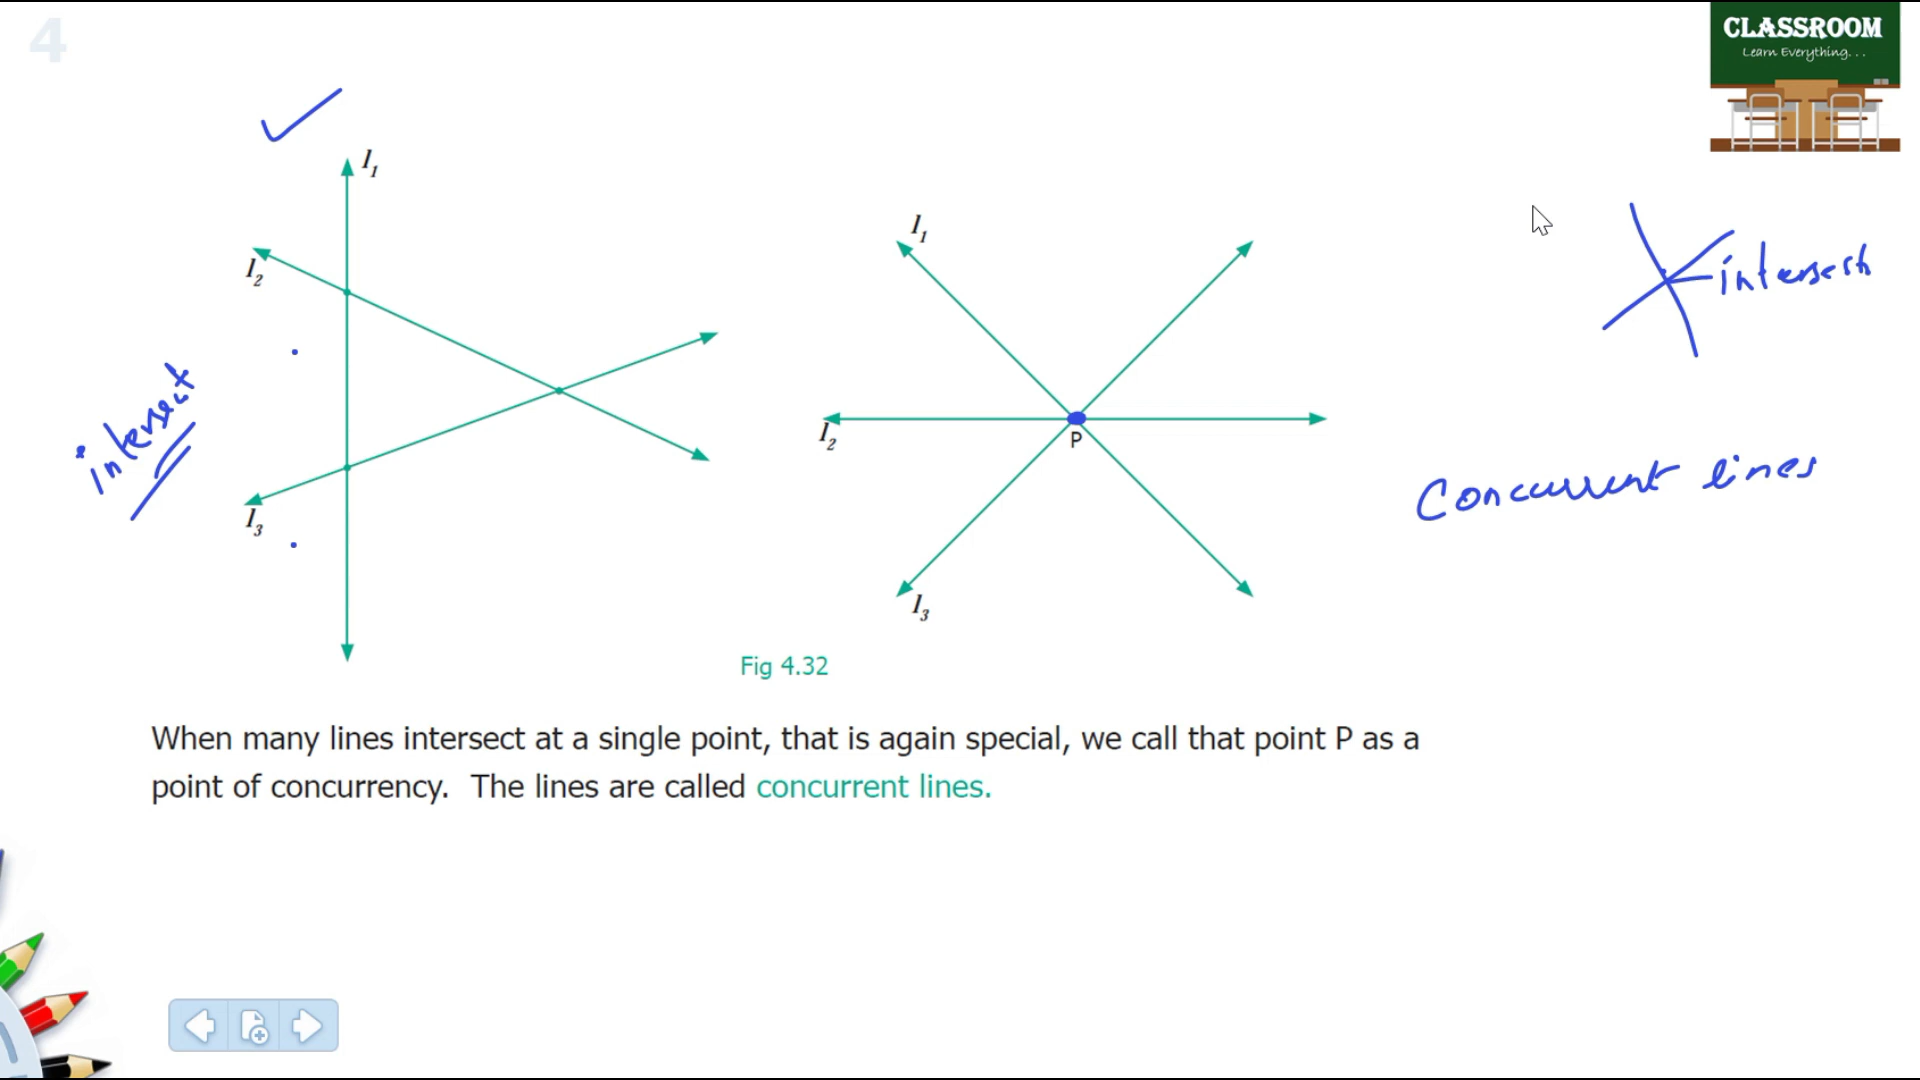 4
CLASSROOM
Learn Everything...
l1
l2
l3
intersect
l1
l2
l3
P
intersect
Concurrent lines
Fig 4.32
When many lines intersect at a single point, that is again special, we call that point P as a
point of concurrency. The lines are called concurrent lines.